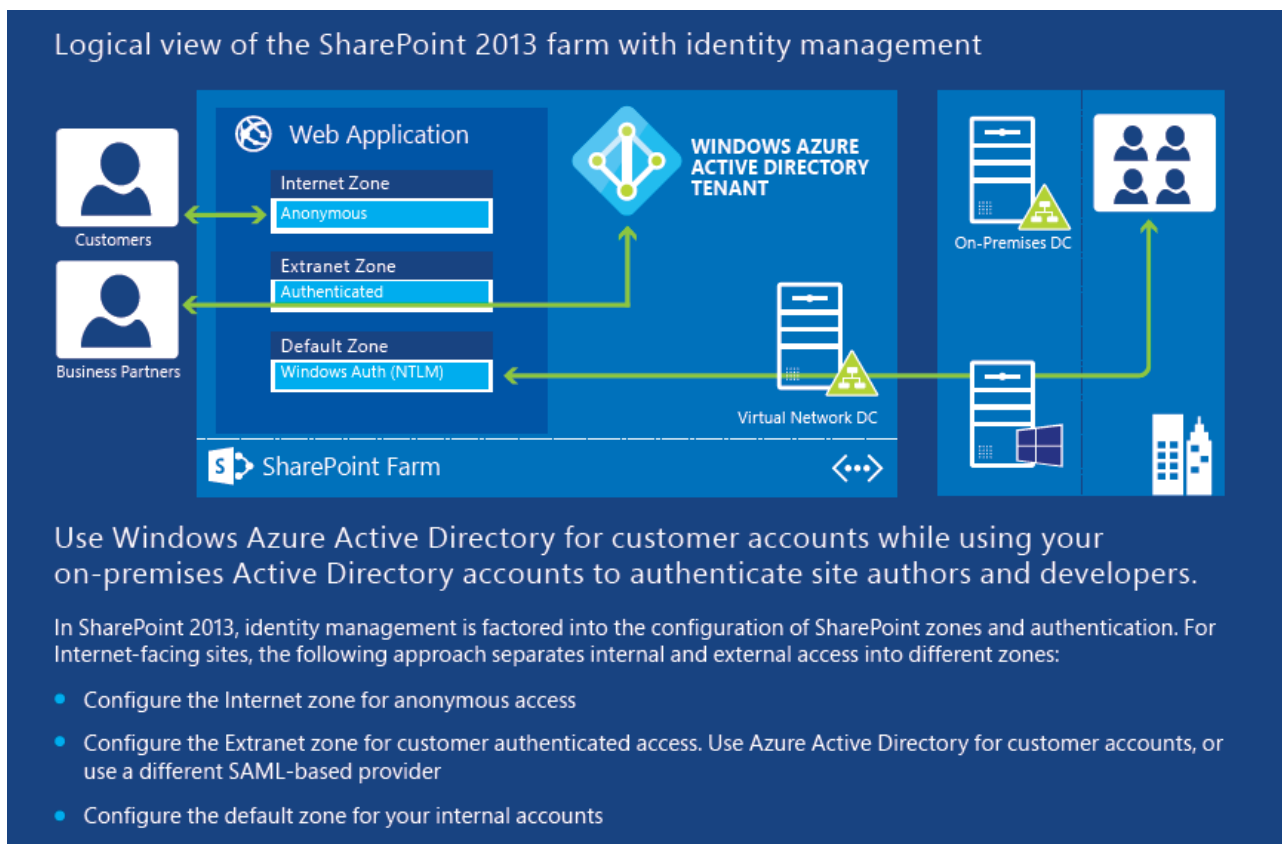 Logical view of the SharePoint 2013 farm with identity management
Customers
Business Partners
Web Application
Internet Zone
Anonymous
Extranet Zone
Authenticated
Default Zone
Windows Auth (NTLM)
WINDOWS AZURE
ACTIVE DIRECTORY
TENANT
Virtual Network DC
On-Premises DC
S
SharePoint Farm
Use Windows Azure Active Directory for customer accounts while using your
on-premises Active Directory accounts to authenticate site authors and developers.
In SharePoint 2013, identity management is factored into the configuration of SharePoint zones and authentication. For
Internet-facing sites, the following approach separates internal and external access into different zones:
• Configure the Internet zone for anonymous access
• Configure the Extranet zone for customer authenticated access. Use Azure Active Directory for customer accounts, or
use a different SAML-based provider
• Configure the default zone for your internal accounts